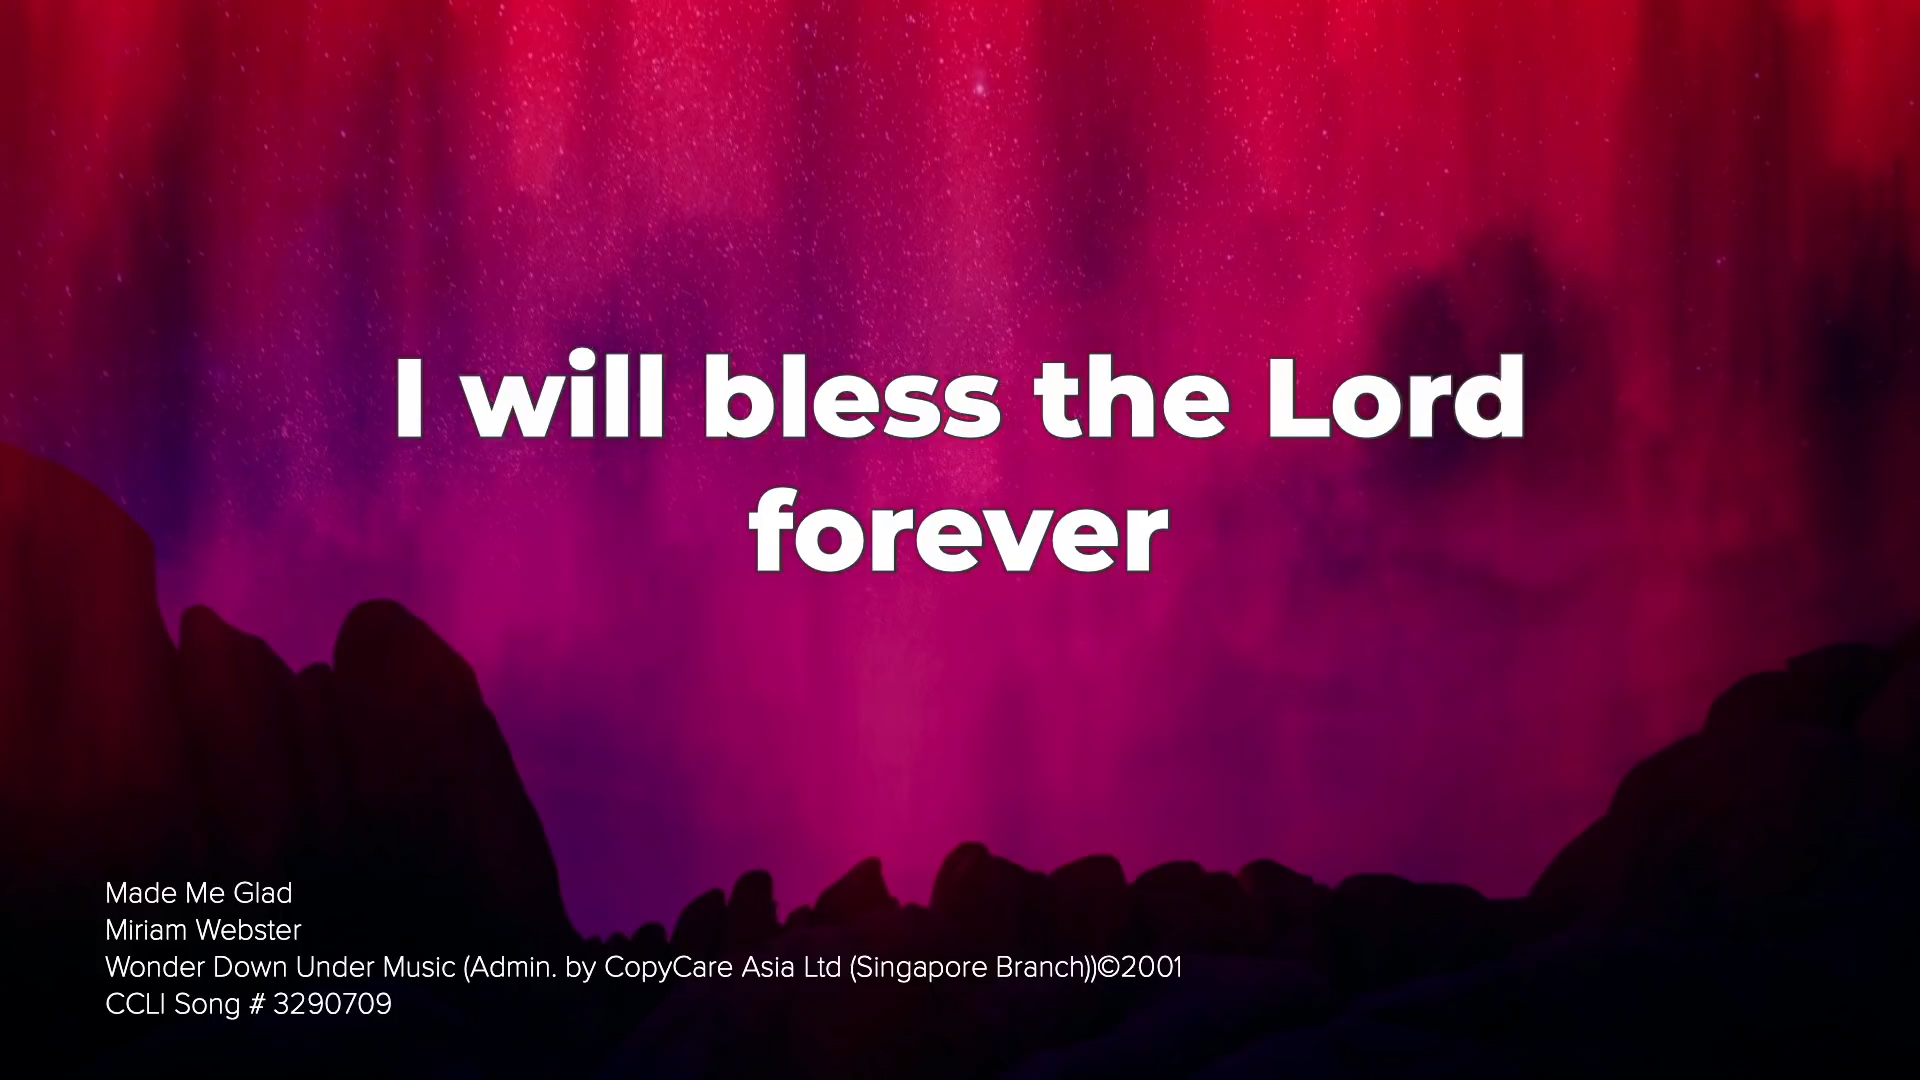 I will bless the Lord
forever
Made Me Glad
Miriam Webster
Wonder Down Under Music (Admin. by CopyCare Asia Ltd (Singapore Branch))©2001
CCLI Song # 3290709